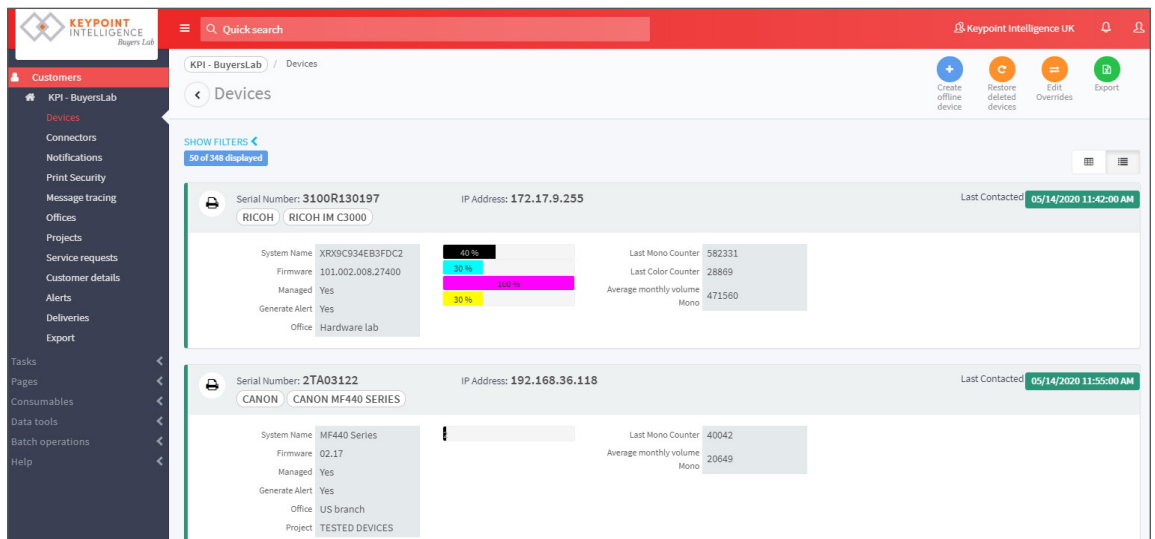 KEYPOINT
INTELLIGENCE
Buyers Lab
Quick search
Keypoint Intelligence UK
Customers
KPI - BuyersLab
Devices
Connectors
Notifications
Print Security
Message tracing
Offices
Projects
Service requests
Customer details
Alerts
Deliveries
Export
Tasks
Pages
Consumables
Data tools
Batch operations
Help
KPI - BuyersLab / Devices
Devices
Create offline device
Restore deleted devices
Edit Overrides
Export
SHOW FILTERS
50 of 348 displayed
Serial Number: 3100R130197 IP Address: 172.17.9.255 Last Contacted 05/14/2020 11:42:00 AM
RICOH RICOH IM C3000
System Name XRX9C934EB3FDC2
Firmware 101.002.008.27400
Managed Yes
Generate Alert Yes
Office Hardware lab
40 %
30 %
100 %
30 %
Last Mono Counter 582331
Last Color Counter 28869
Average monthly volume Mono 471560
Serial Number: 2TA03122 IP Address: 192.168.36.118 Last Contacted 05/14/2020 11:55:00 AM
CANON CANON MF440 SERIES
System Name MF440 Series
Firmware 02.17
Managed Yes
Generate Alert Yes
Office US branch
Project TESTED DEVICES
Last Mono Counter 40042
Average monthly volume Mono 20649